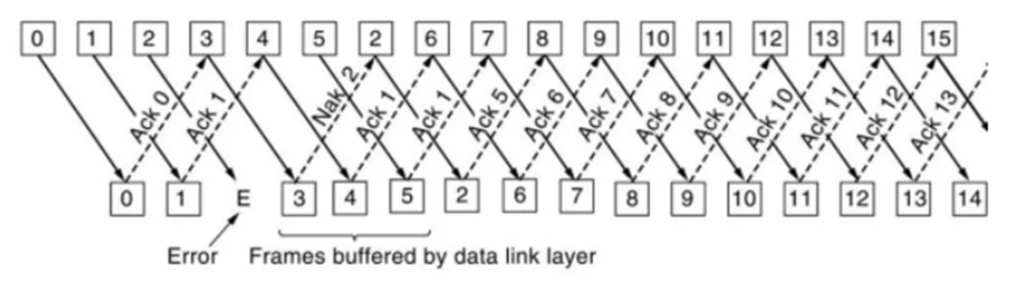 0 1 2 3 4 5 2 6 7 8 9 10 11 12 13 14 15
Ack 0 Ack 1 Nak 2 Ack 1 Ack 1 Ack 5 Ack 6 Ack 7 Ack 8 Ack 9 Ack 10 Ack 11 Ack 12 Ack 13
0 1 E 3 4 5 2 6 7 8 9 10 11 12 13 14
Error Frames buffered by data link layer